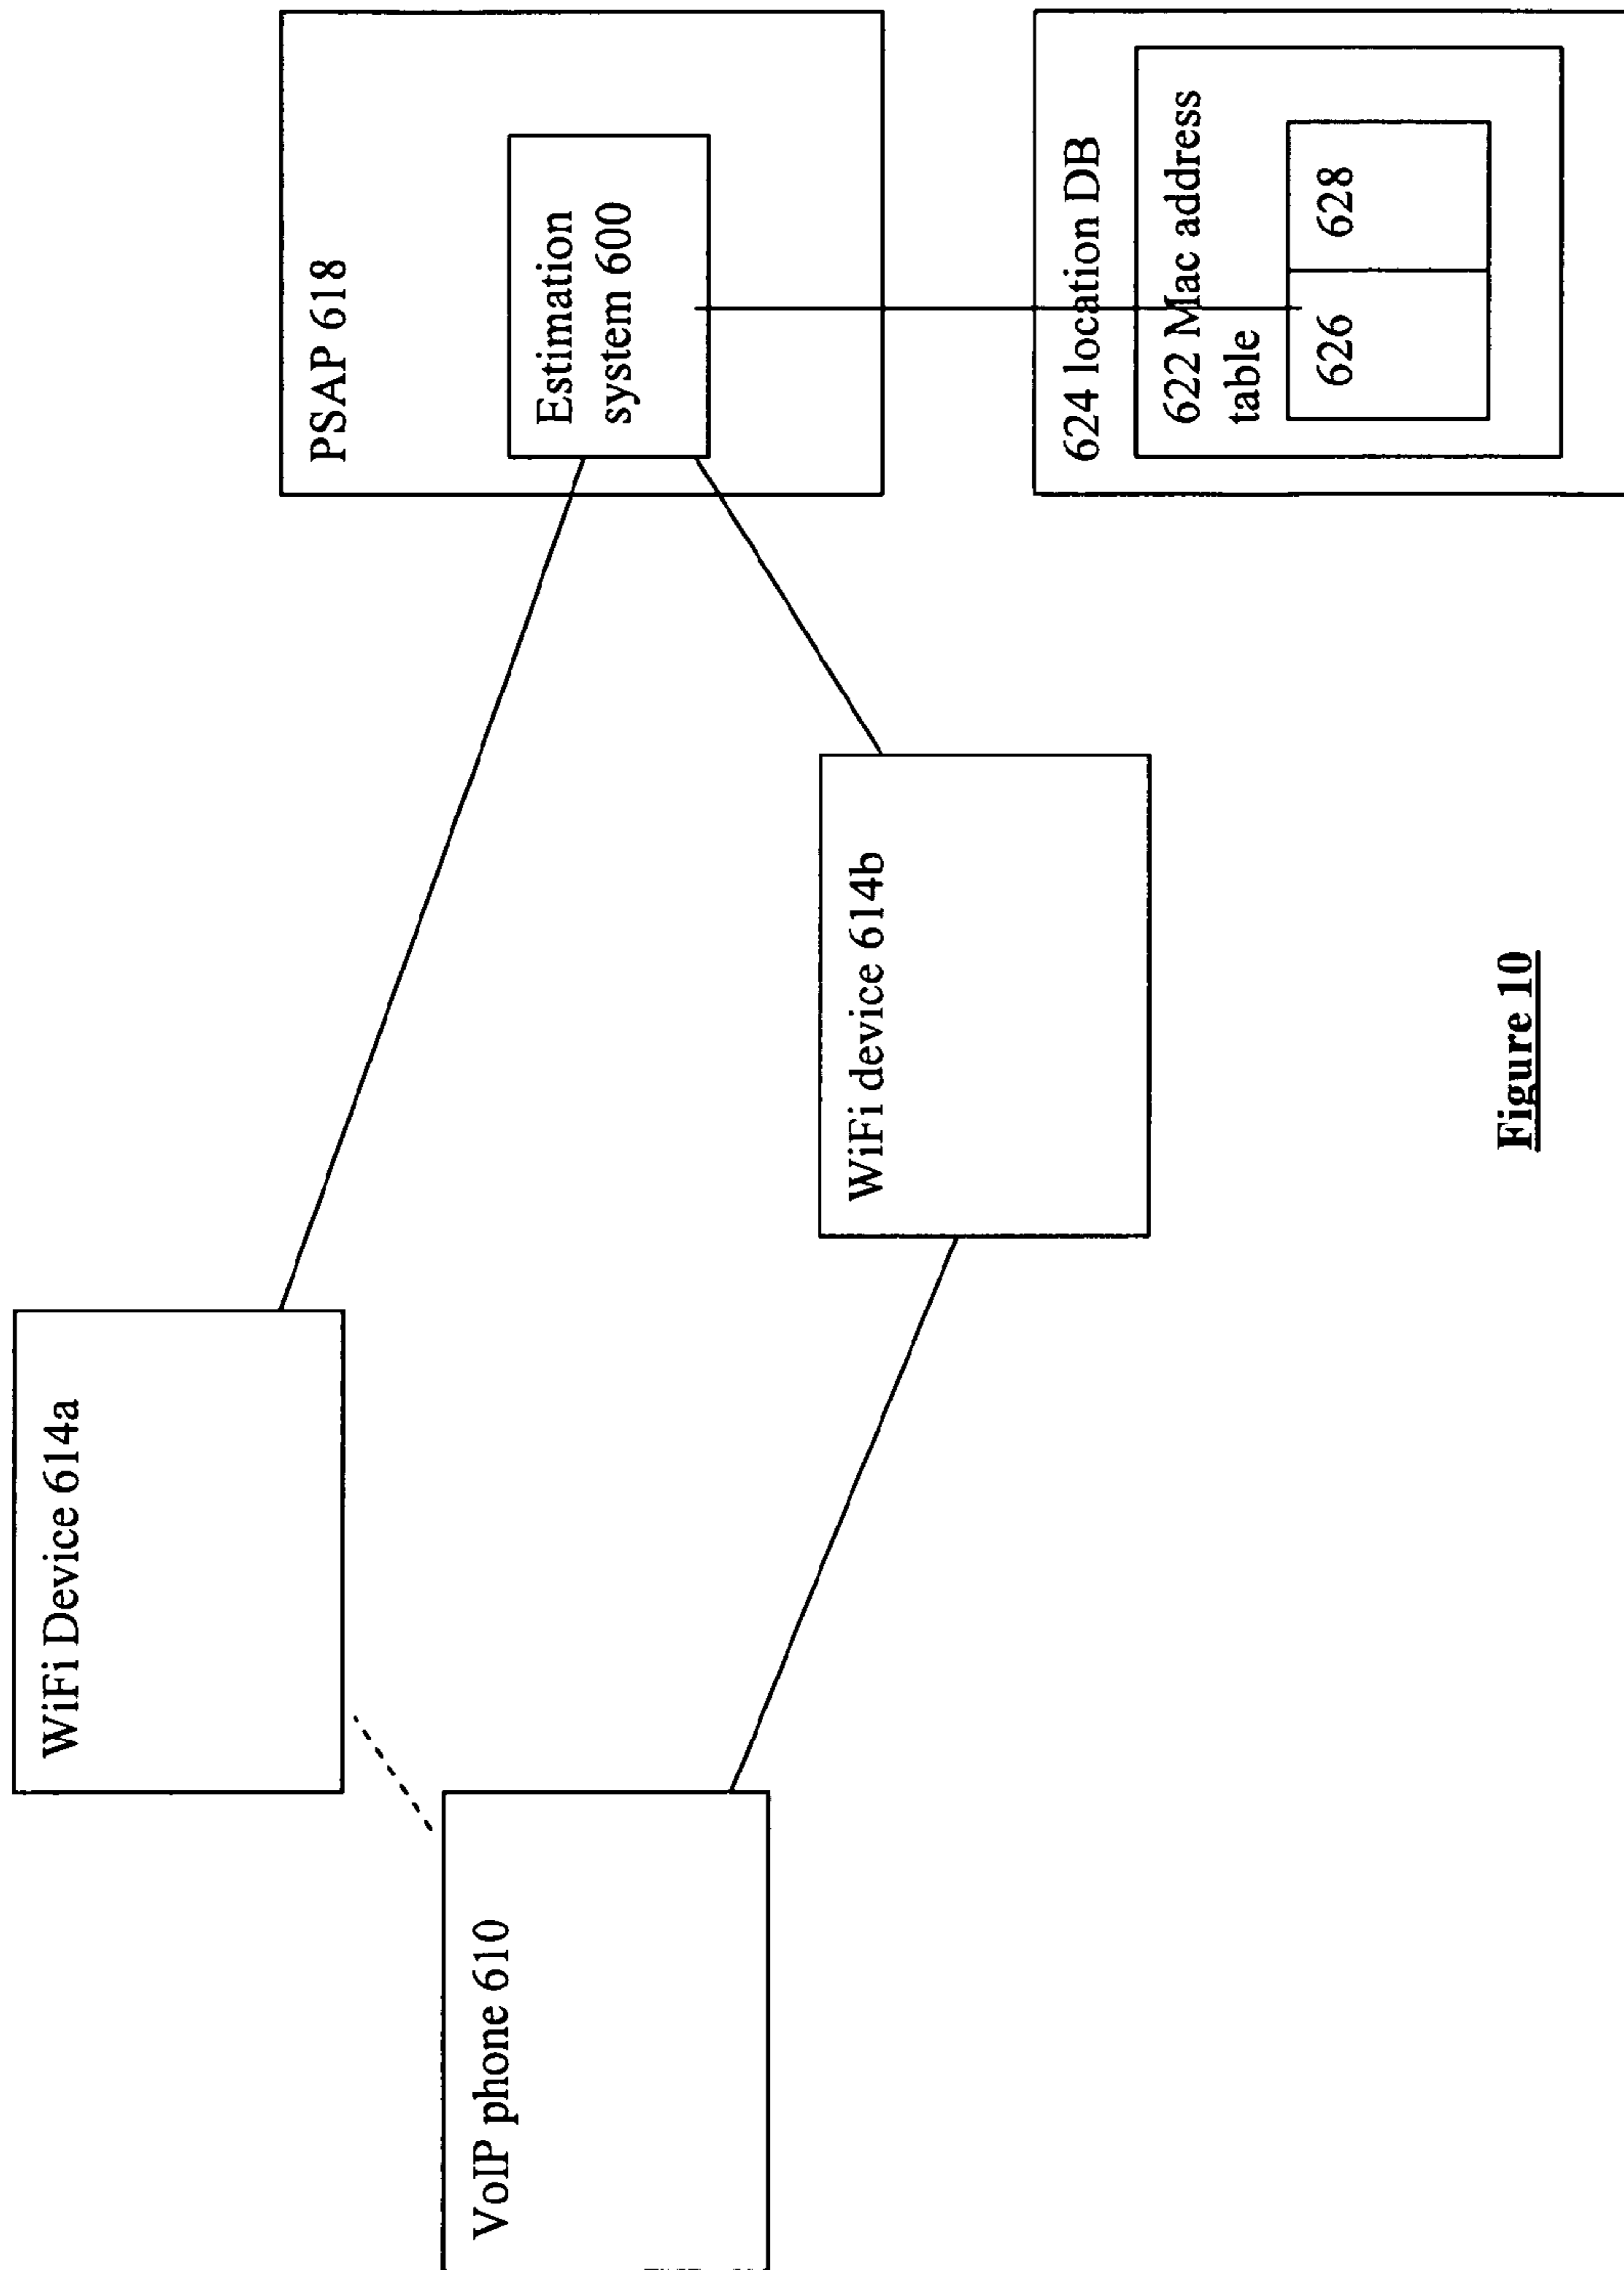 WiFi Device 614a
VoIP phone 610
WiFi device 614b
PSAP 618
Estimation
system 600
624 location DB
622 Mac address
table
626
628
Figure 10